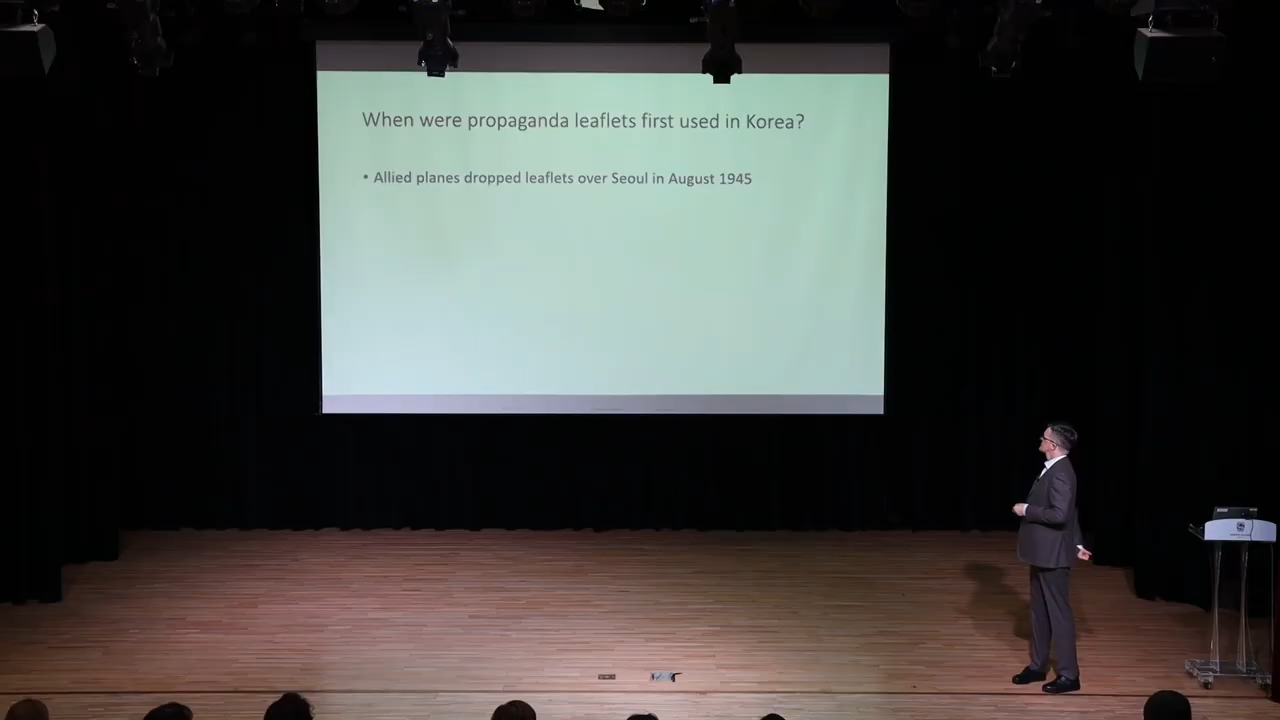 When were propaganda leaflets first used in Korea?
• Allied planes dropped leaflets over Seoul in August 1945